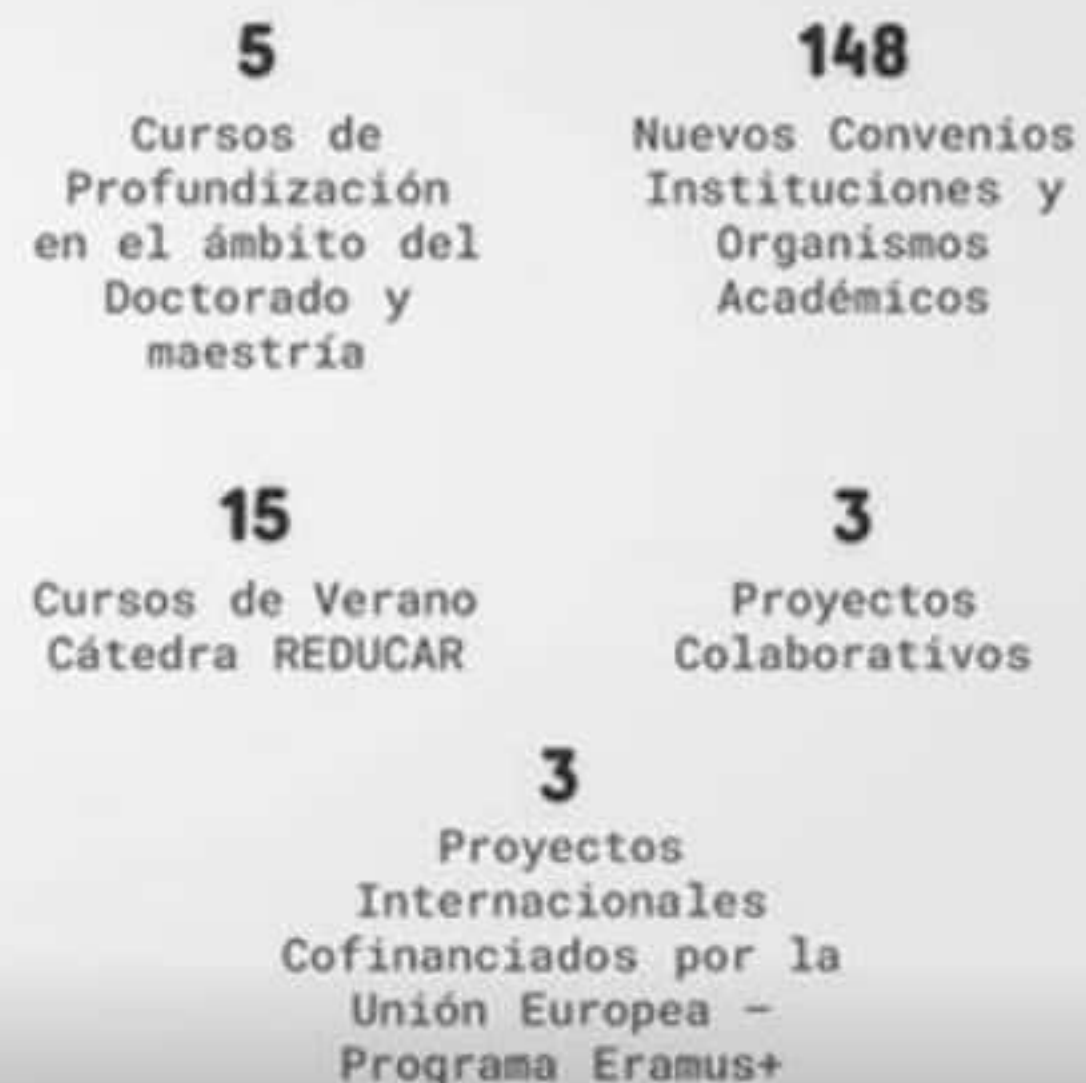 5
Cursos de
Profundización
en el ámbito del
Doctorado y
maestría
148
Nuevos Convenios
Instituciones y
Organismos
Académicos
15
Cursos de Verano
Cátedra REDUCAR
3
Proyectos
Colaborativos
3
Proyectos
Internacionales
Cofinanciados por la
Unión Europea –
Programa Eramus+